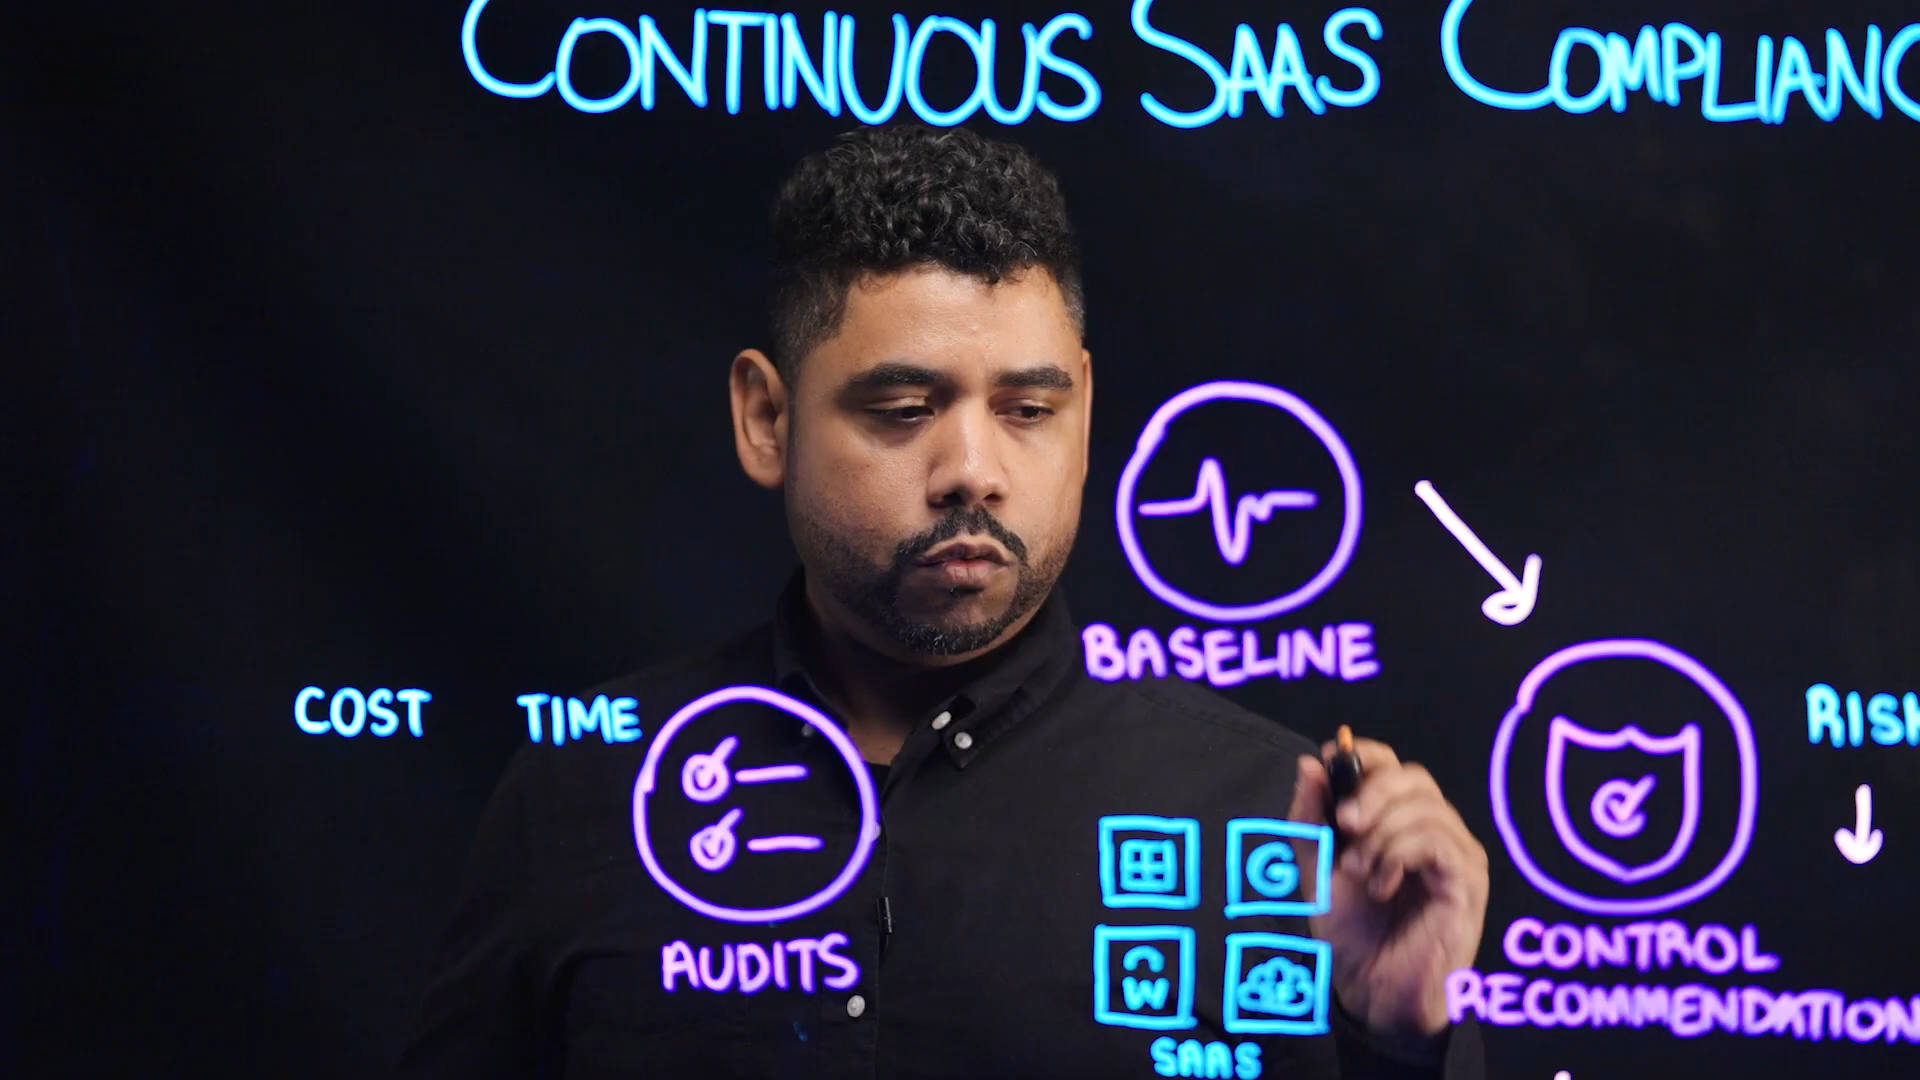 CONTINUOUS SAAS COMPLIANC
BASELINE
COST TIME
RISK
G
W
AUDITS
CONTROL
RECOMMENDATION
SAAS